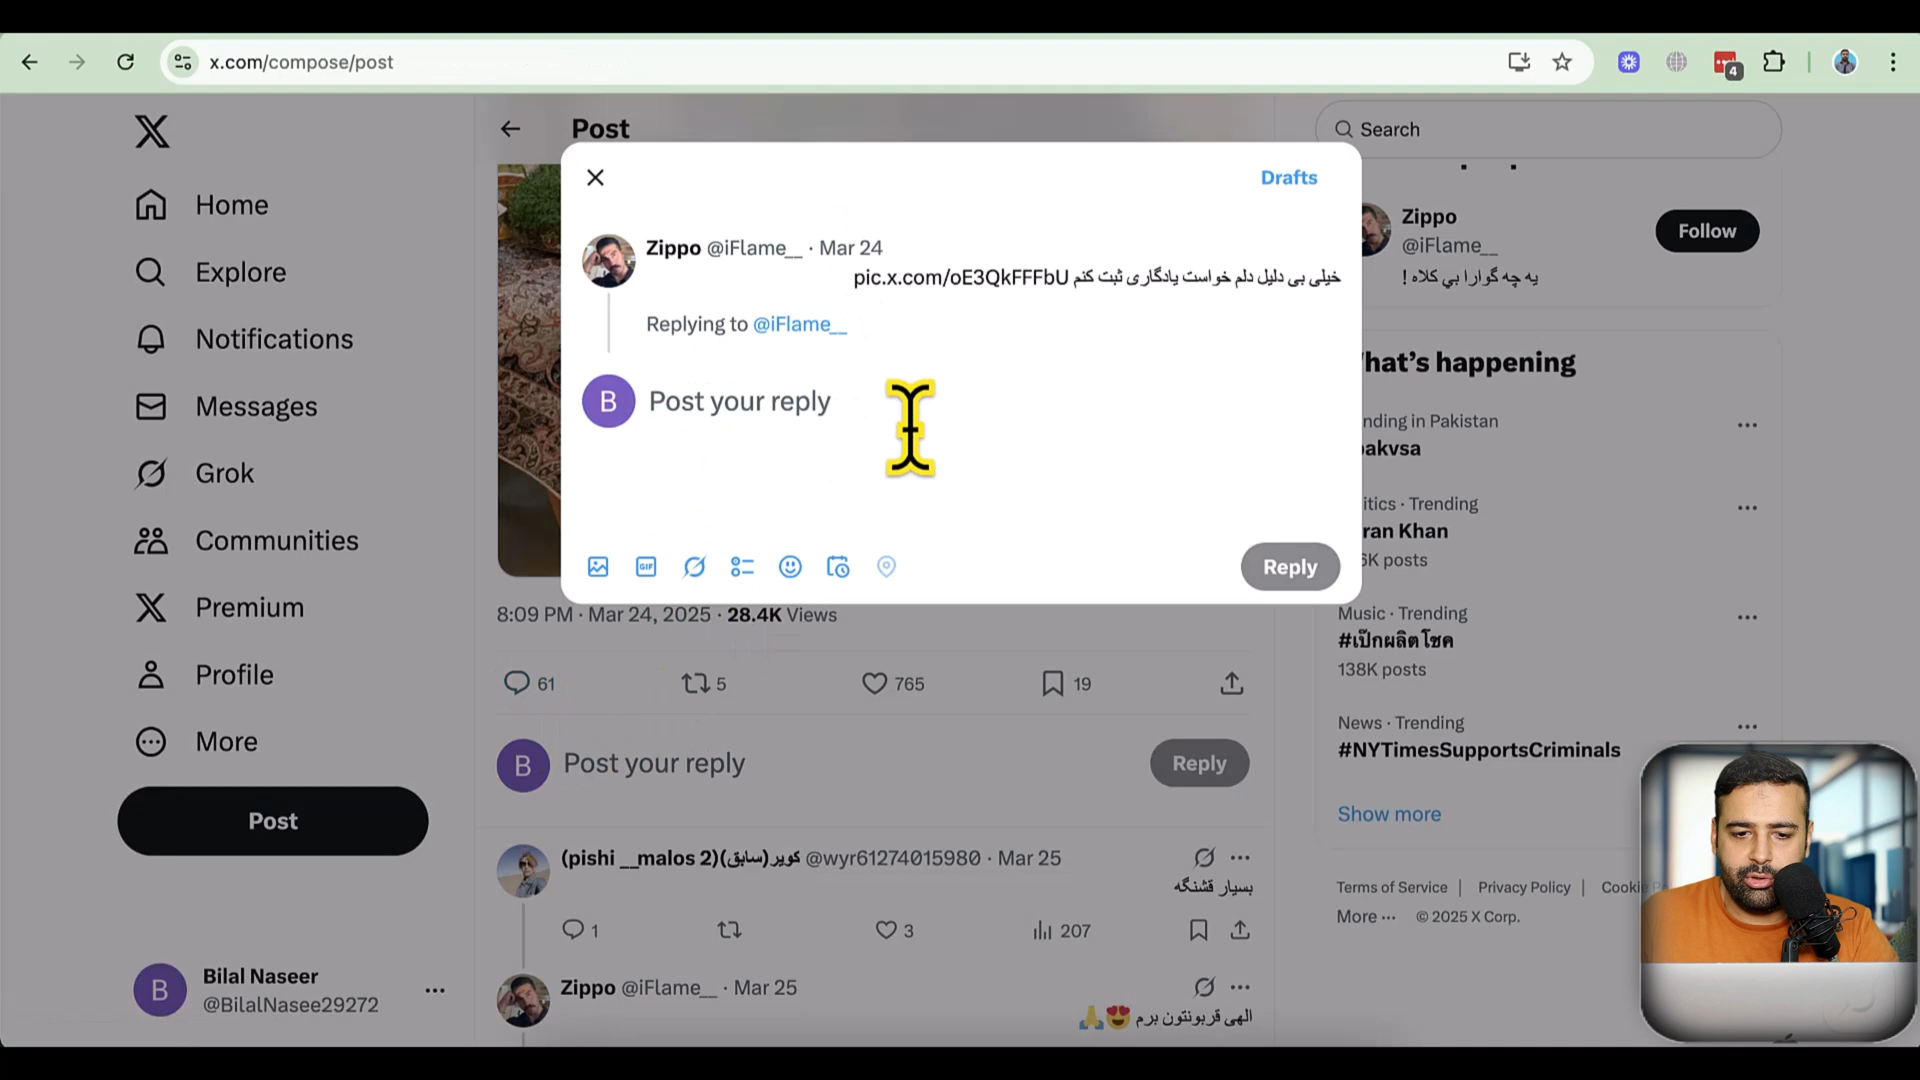 x.com/compose/post
4
Post
Search
Drafts
Home
Explore
Notifications
Messages
Grok
Communities
Premium
Profile
More
Post
Bilal Naseer
@BilalNasee29272
B
Zippo @iFlame__ · Mar 24
خیلی بی دلیل دلم خواست یادگاری ثبت کنم pic.x.com/oE3QkFFFbU
Replying to @iFlame__
B
Post your reply
GIF
Reply
8:09 PM · Mar 24, 2025 · 28.4K Views
61
5
765
19
B
Post your reply
Reply
(pishi __malos 2)(سابق)کویر @wyr61274015980 · Mar 25
بسیار قشنگه
1
3
207
Zippo @iFlame__ · Mar 25
الهی قربونتون برم 😍🙏
Zippo
@iFlame__
Follow
یه چه گوارا بي کلاه !
hat's happening
nding in Pakistan
akvsa
itics · Trending
ran Khan
6K posts
Music · Trending
#เป๊กผลิตโชค
138K posts
News · Trending
#NYTimesSupportsCriminals
Show more
Terms of Service | Privacy Policy | Cookie
More ··· © 2025 X Corp.